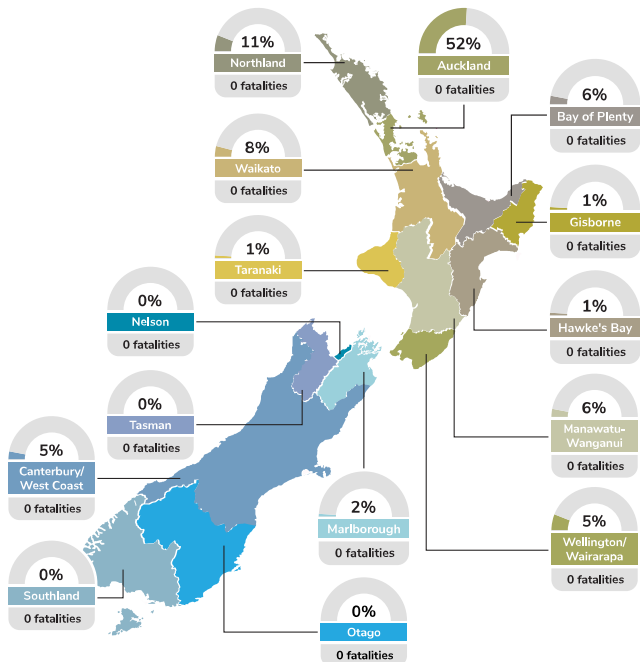 11%
Northland
0 fatalities
52%
Auckland
0 fatalities
6%
Bay of Plenty
0 fatalities
8%
Waikato
0 fatalities
1%
Gisborne
0 fatalities
1%
Taranaki
0 fatalities
0%
Nelson
0 fatalities
1%
Hawke's Bay
0 fatalities
0%
Tasman
0 fatalities
6%
Manawatu-
Wanganui
0 fatalities
5%
Canterbury/
West Coast
0 fatalities
2%
Marlborough
0 fatalities
5%
Wellington/
Wairarapa
0 fatalities
0%
Southland
0 fatalities
0%
Otago
0 fatalities